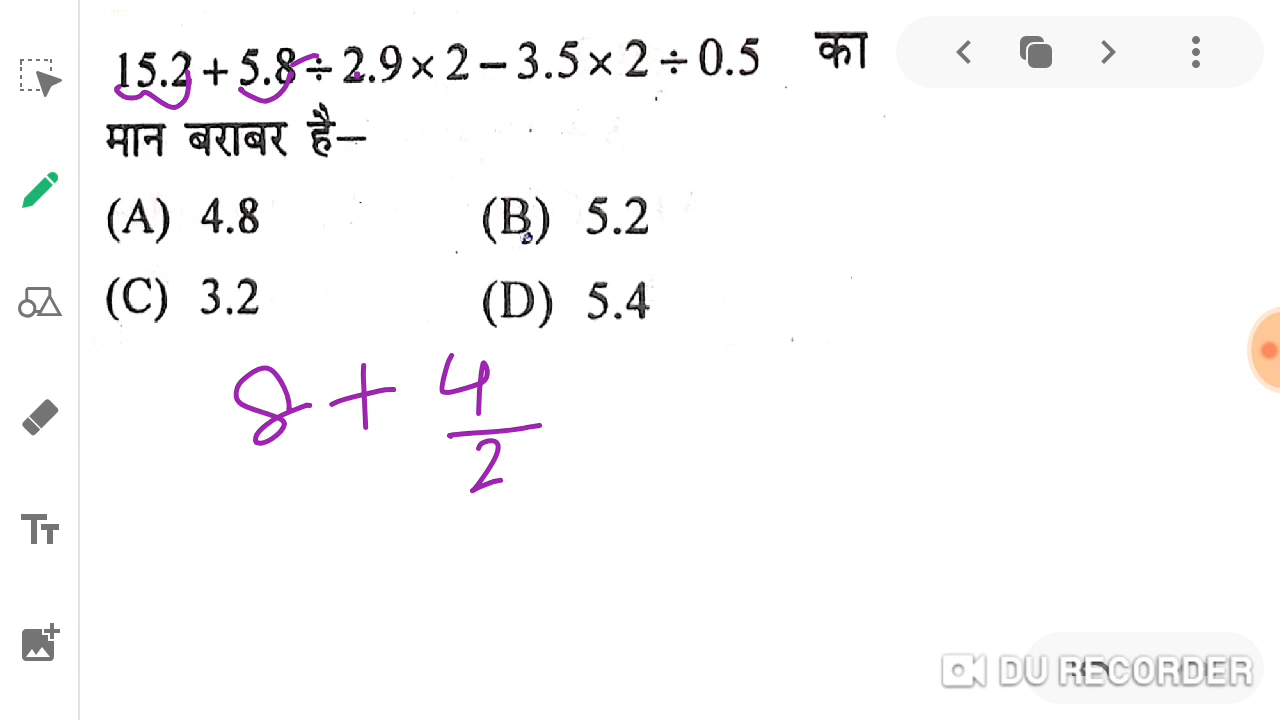 15.2 + 5.8 ÷ 2.9 × 2 – 3.5 × 2 ÷ 0.5 का
मान बराबर है–
(A) 4.8 (B) 5.2
(C) 3.2 (D) 5.4
8 + 4/2
DU RECORDER